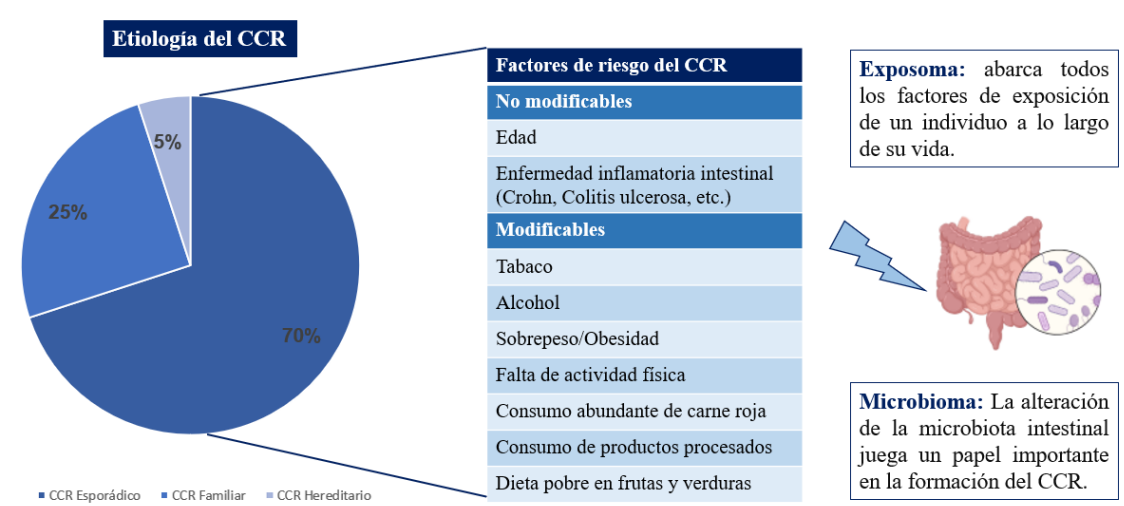 Etiología del CCR
5%
25%
70%
CCR Esporádico
CCR Familiar
CCR Hereditario
Factores de riesgo del CCR
No modificables
Edad
Enfermedad inflamatoria intestinal
(Crohn, Colitis ulcerosa, etc.)
Modificables
Tabaco
Alcohol
Sobrepeso/Obesidad
Falta de actividad física
Consumo abundante de carne roja
Consumo de productos procesados
Dieta pobre en frutas y verduras
Exposoma: abarca todos
los factores de exposición
de un individuo a lo largo
de su vida.
Microbioma: La alteración
de la microbiota intestinal
juega un papel importante
en la formación del CCR.